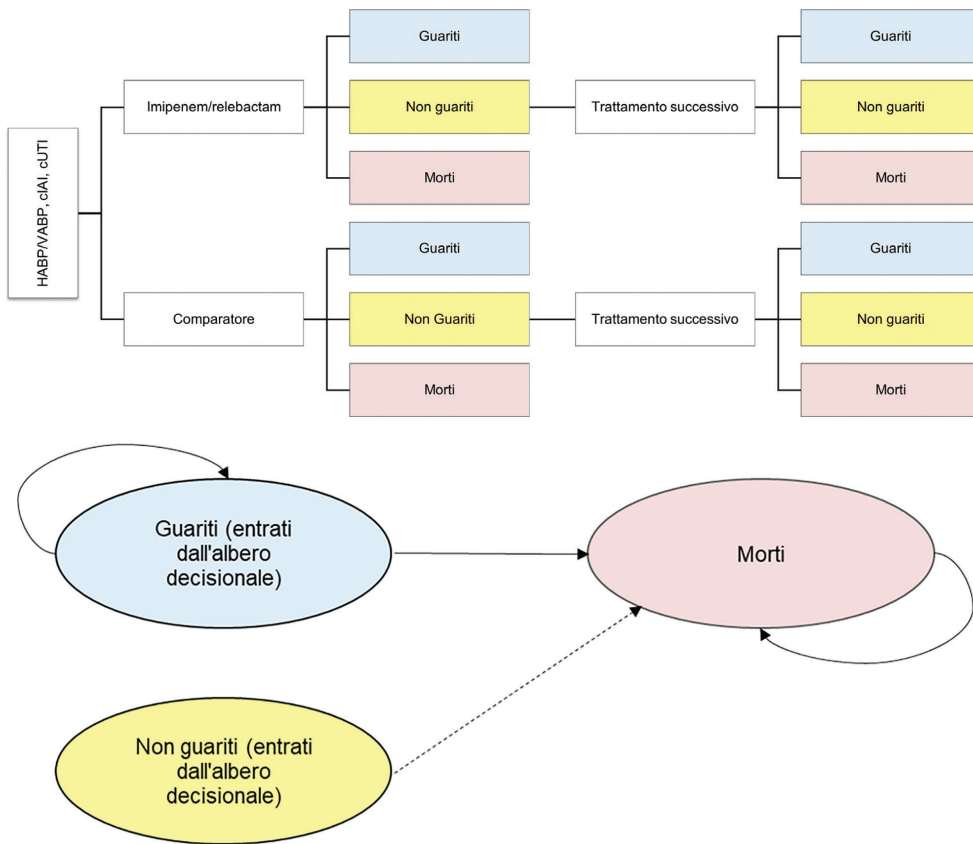 HABP/VABP, cIAI, cUTI
Imipenem/relebactam
Guariti
Non guariti
Morti
Trattamento successivo
Guariti
Non guariti
Morti
Comparatore
Guariti
Non Guariti
Morti
Trattamento successivo
Guariti
Non guariti
Morti
Guariti (entrati
dall'albero
decisionale)
Morti
Non guariti (entrati
dall'albero
decisionale)